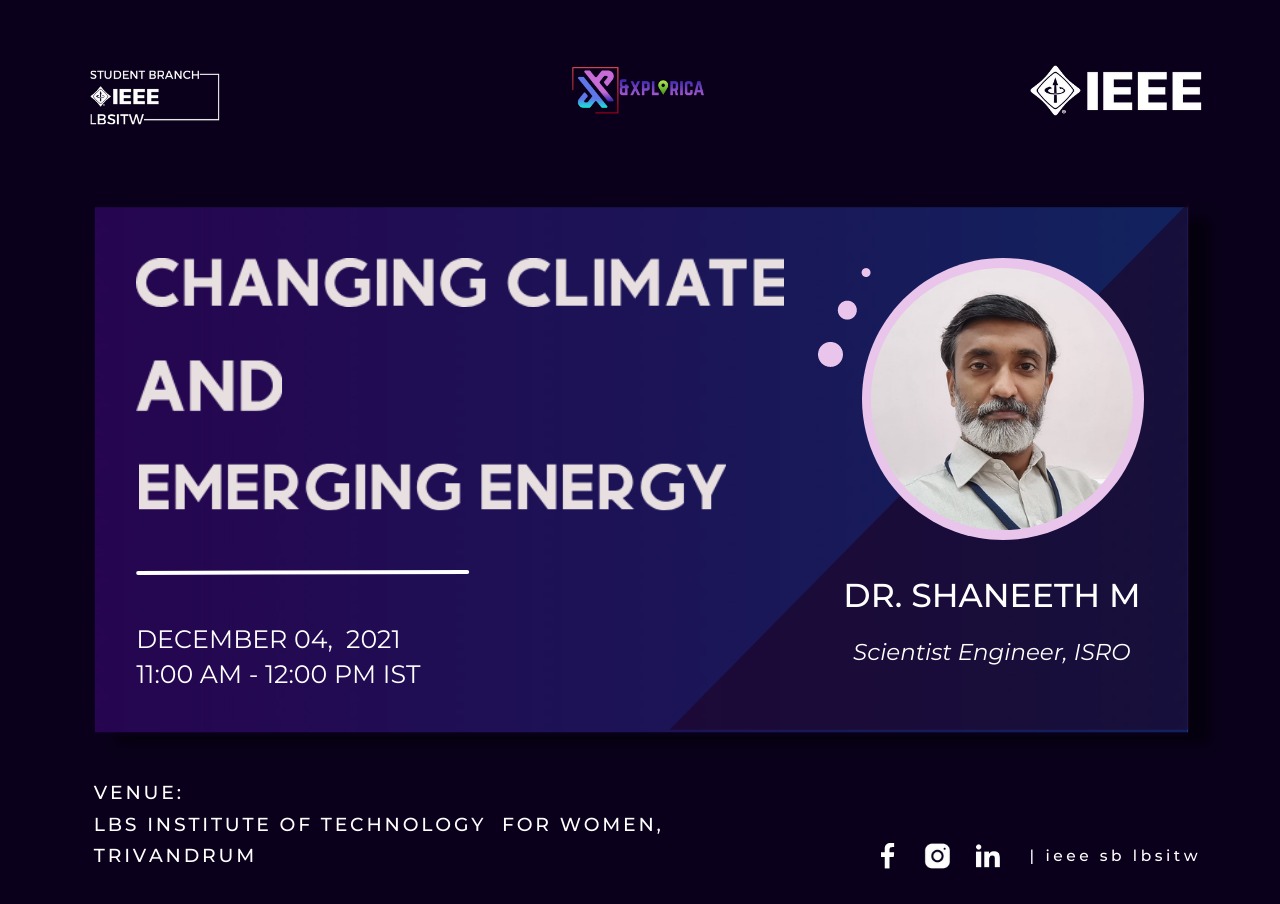 STUDENT BRANCH
IEEE
LBSITW
&XPLORICA
IEEE
CHANGING CLIMATE
AND
EMERGING ENERGY
DECEMBER 04, 2021
11:00 AM - 12:00 PM IST
DR. SHANEETH M
Scientist Engineer, ISRO
VENUE:
LBS INSTITUTE OF TECHNOLOGY FOR WOMEN,
TRIVANDRUM
| ieee sb lbsitw